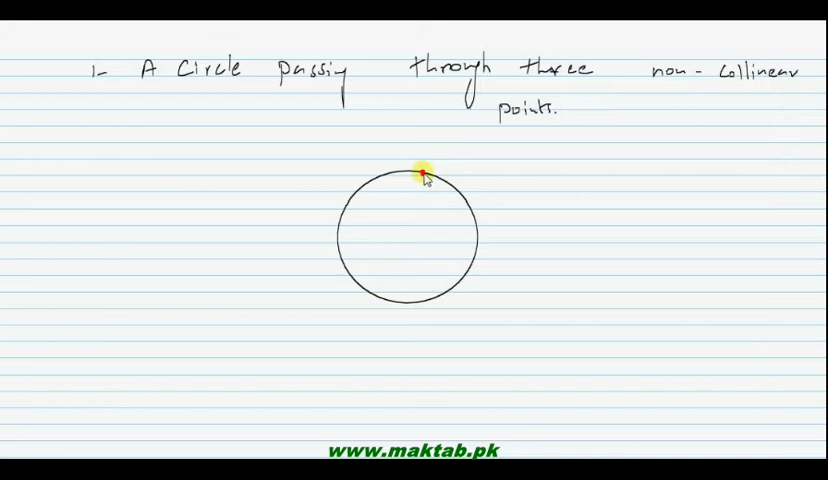 1- A Circle passing through three non-collinear
points.
www.maktab.pk